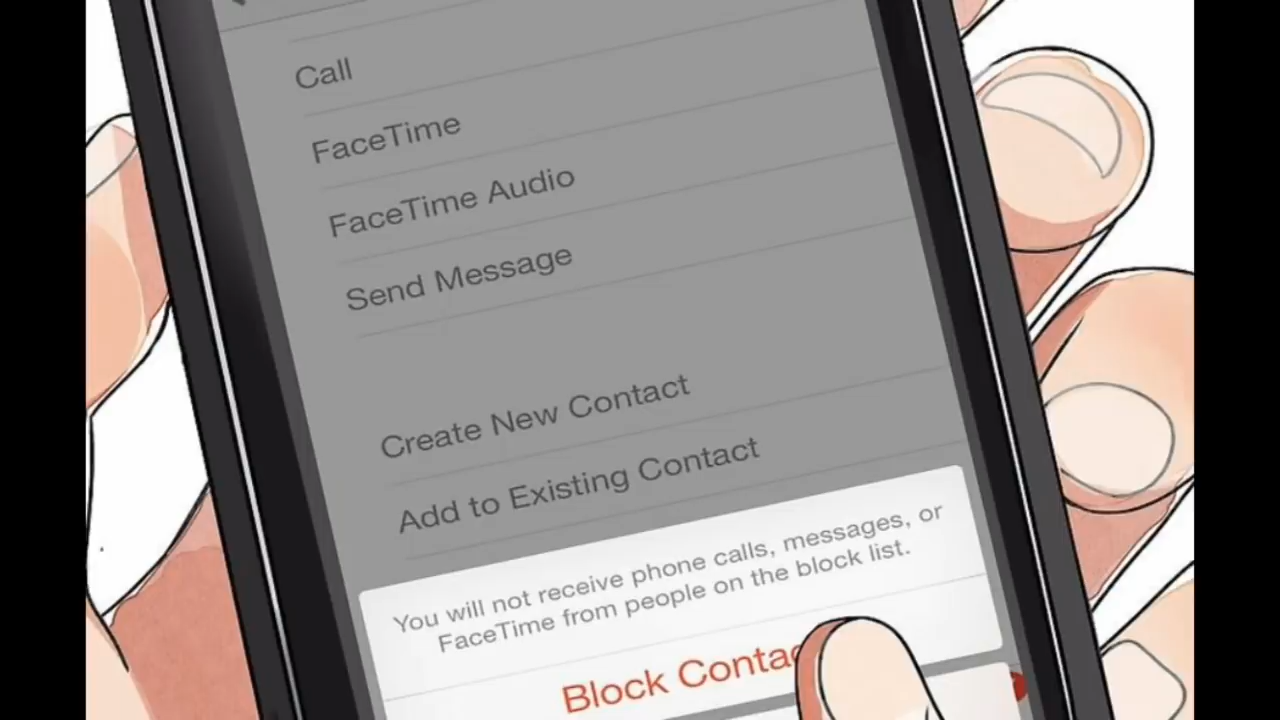 Call
FaceTime
FaceTime Audio
Send Message
Create New Contact
Add to Existing Contact
You will not receive phone calls, messages, or
FaceTime from people on the block list.
Block